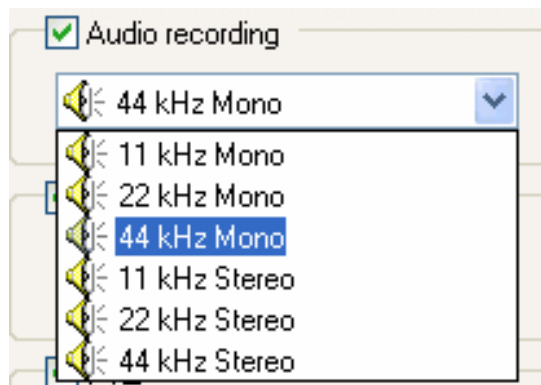 Audio recording
44 kHz Mono
11 kHz Mono
22 kHz Mono
44 kHz Mono
11 kHz Stereo
22 kHz Stereo
44 kHz Stereo